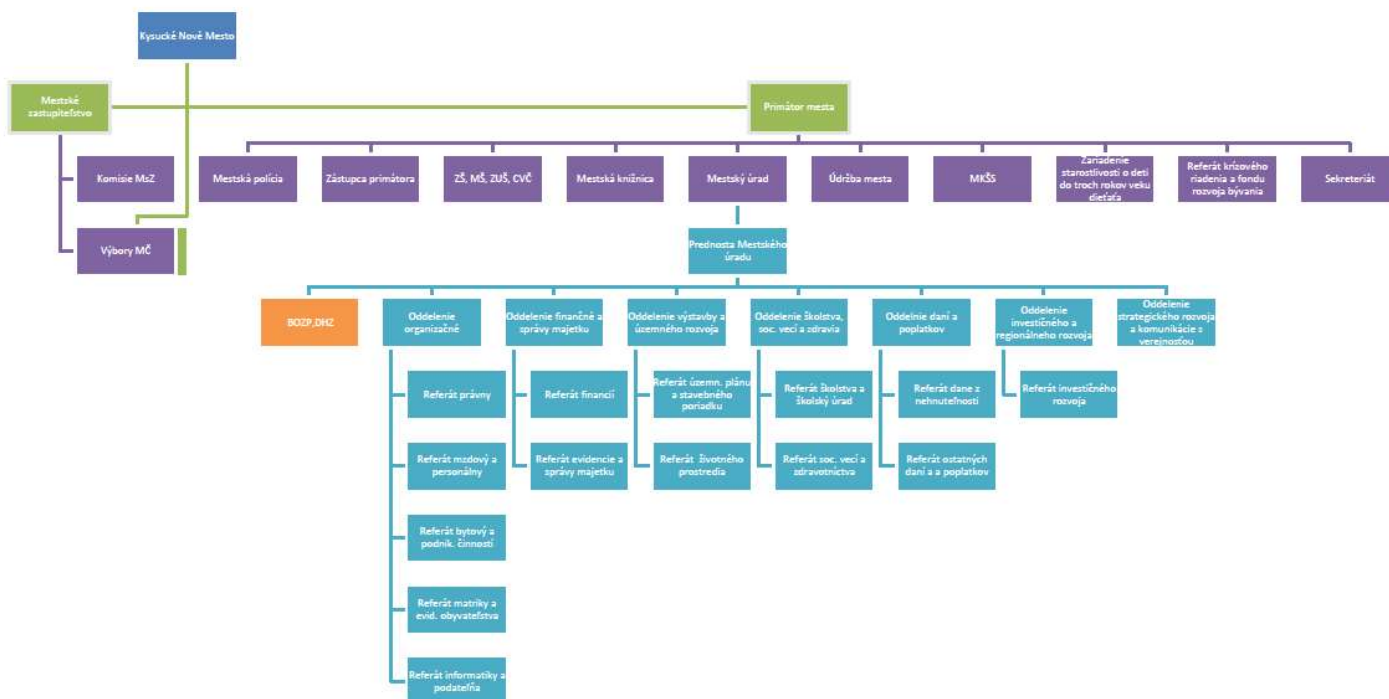 Kysucké Nové Mesto
Mestské
zastupiteľstvo
Primátor mesta
Komisie MsZ
Mestská polícia
Zástupca primátora
ZŠ, MŠ, ZUŠ, CVČ
Mestská knižnica
Mestský úrad
Údržba mesta
MKŠS
Zariadenie
starostlivosti o deti
do troch rokov veku
dieťaťa
Referát krízového
riadenia a fondu
rozvoja bývania
Sekreteriát
Výbory MČ
Prednosta Mestského
úradu
BOZP,DHZ
Oddelenie
organizačné
Oddelenie finančné a
správy majetku
Oddelenie výstavby a
územného rozvoja
Oddelenie školstva,
soc. vecí a zdravia
Oddelnie daní a
poplatkov
Oddelenie
investičného a
regionálneho rozvoja
Oddelenie
strategického rozvoja
a komunikácie s
verejnosťou
Referát právny
Referát financií
Referát územn. plánu
a stavebného
poriadku
Referát školstva a
školský úrad
Referát dane z
nehnuteľností
Referát investičného
rozvoja
Referát mzdový a
personálny
Referát evidencie a
správy majetku
Referát životného
prostredia
Referát soc. vecí a
zdravotníctva
Referát ostatných
daní a a poplatkov
Referát bytový a
podnik. činností
Referát matriky a
evid. obyvateľstva
Referát informatiky a
podateľňa